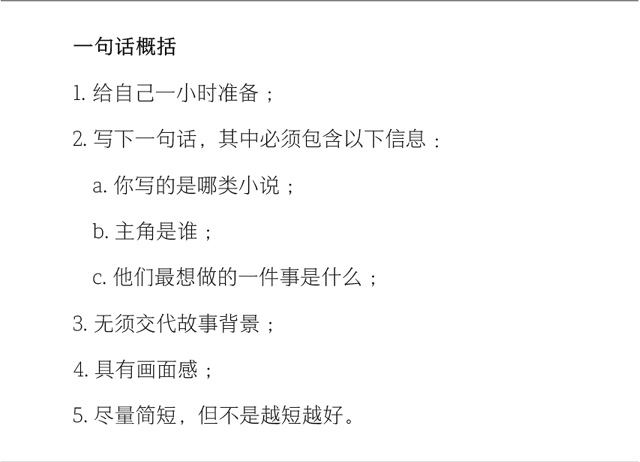 一句话概括
1. 给自己一小时准备；
2. 写下一句话，其中必须包含以下信息：
a. 你写的是哪类小说；
b. 主角是谁；
c. 他们最想做的一件事是什么；
3. 无须交代故事背景；
4. 具有画面感；
5. 尽量简短，但不是越短越好。